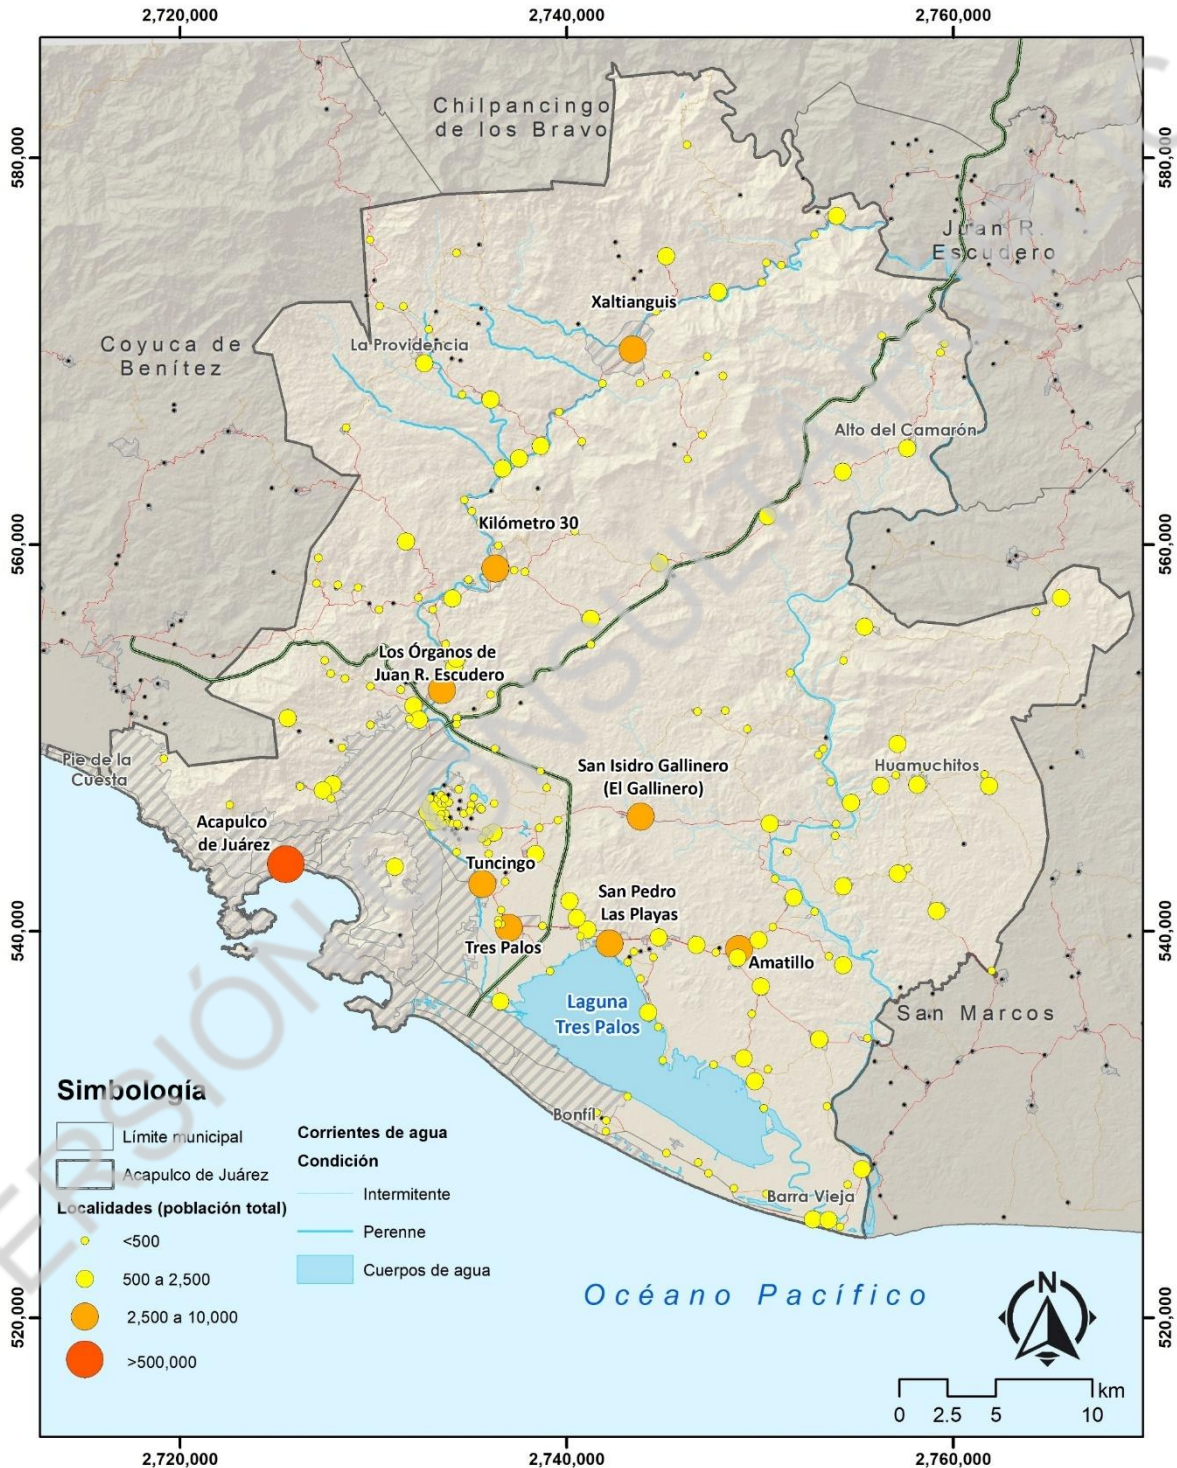 2,720,000
2,740,000
2,760,000
580,000
580,000
Chilpancingo
de los Bravo
Juan R.
Escudero
Xaltianguis
Coyuca de
Benítez
La Providencia
Alto del Camarón
Kilómetro 30
560,000
560,000
Los Órganos de
Juan R. Escudero
Pie de la
Cuesta
San Isidro Gallinero
(El Gallinero)
Huamuchitos
Acapulco
de Juárez
Tuncingo
San Pedro
Las Playas
540,000
540,000
Tres Palos
Amatillo
Laguna
Tres Palos
San Marcos
Bonfíl
Barra Vieja
Simbología
Límite municipal
Acapulco de Juárez
Localidades (población total)
<500
500 a 2,500
2,500 a 10,000
>500,000
Corrientes de agua
Condición
Intermitente
Perenne
Cuerpos de agua
Océano Pacífico
520,000
520,000
N
km
0 2.5 5 10
2,720,000
2,740,000
2,760,000
VERSIÓN CONSULTA